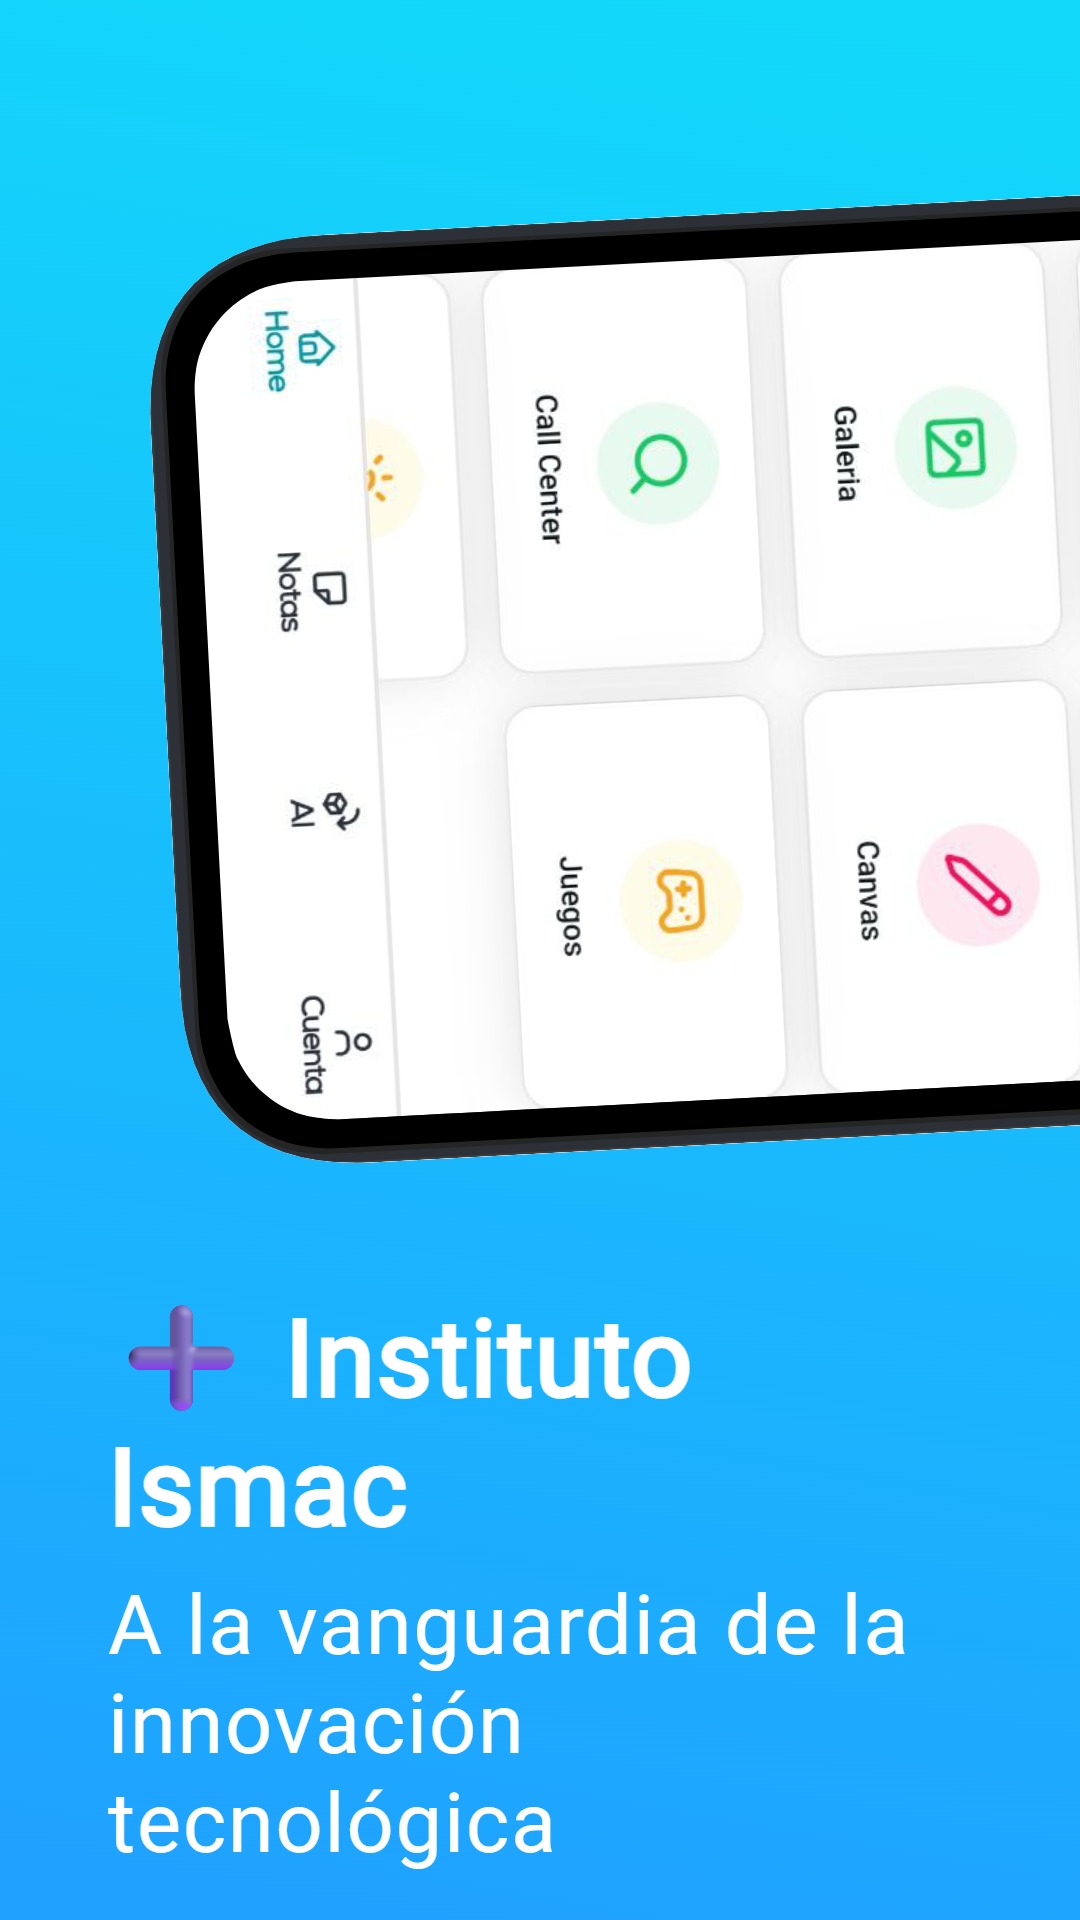 Galeria
Call Center
Canvas
Juegos
Home
Notas
AI
Cuenta
Instituto
Ismac
A la vanguardia de la
innovación
tecnológica